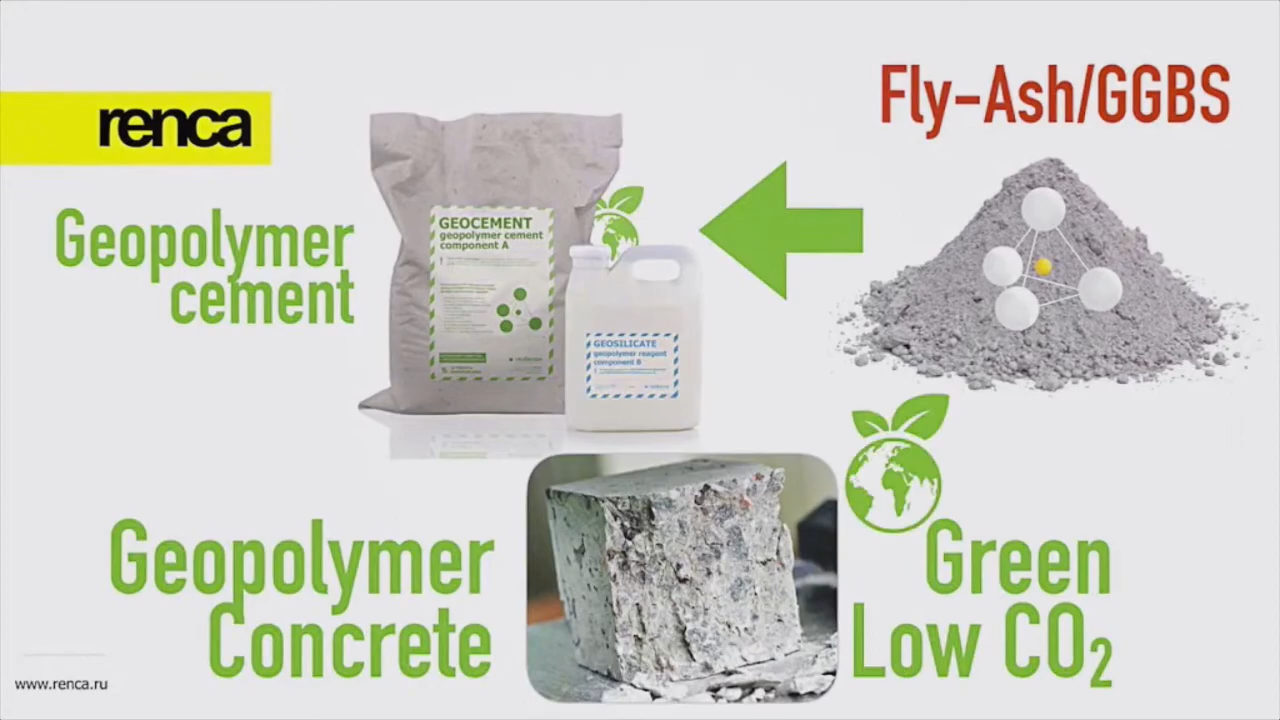 renca
Fly-Ash/GGBS
Geopolymer
cement
GEOCEMENT
geopolymer cement
component A
GEOSILICATE
geopolymer reagent
component B
Geopolymer
Concrete
Green
Low CO₂
www.renca.ru